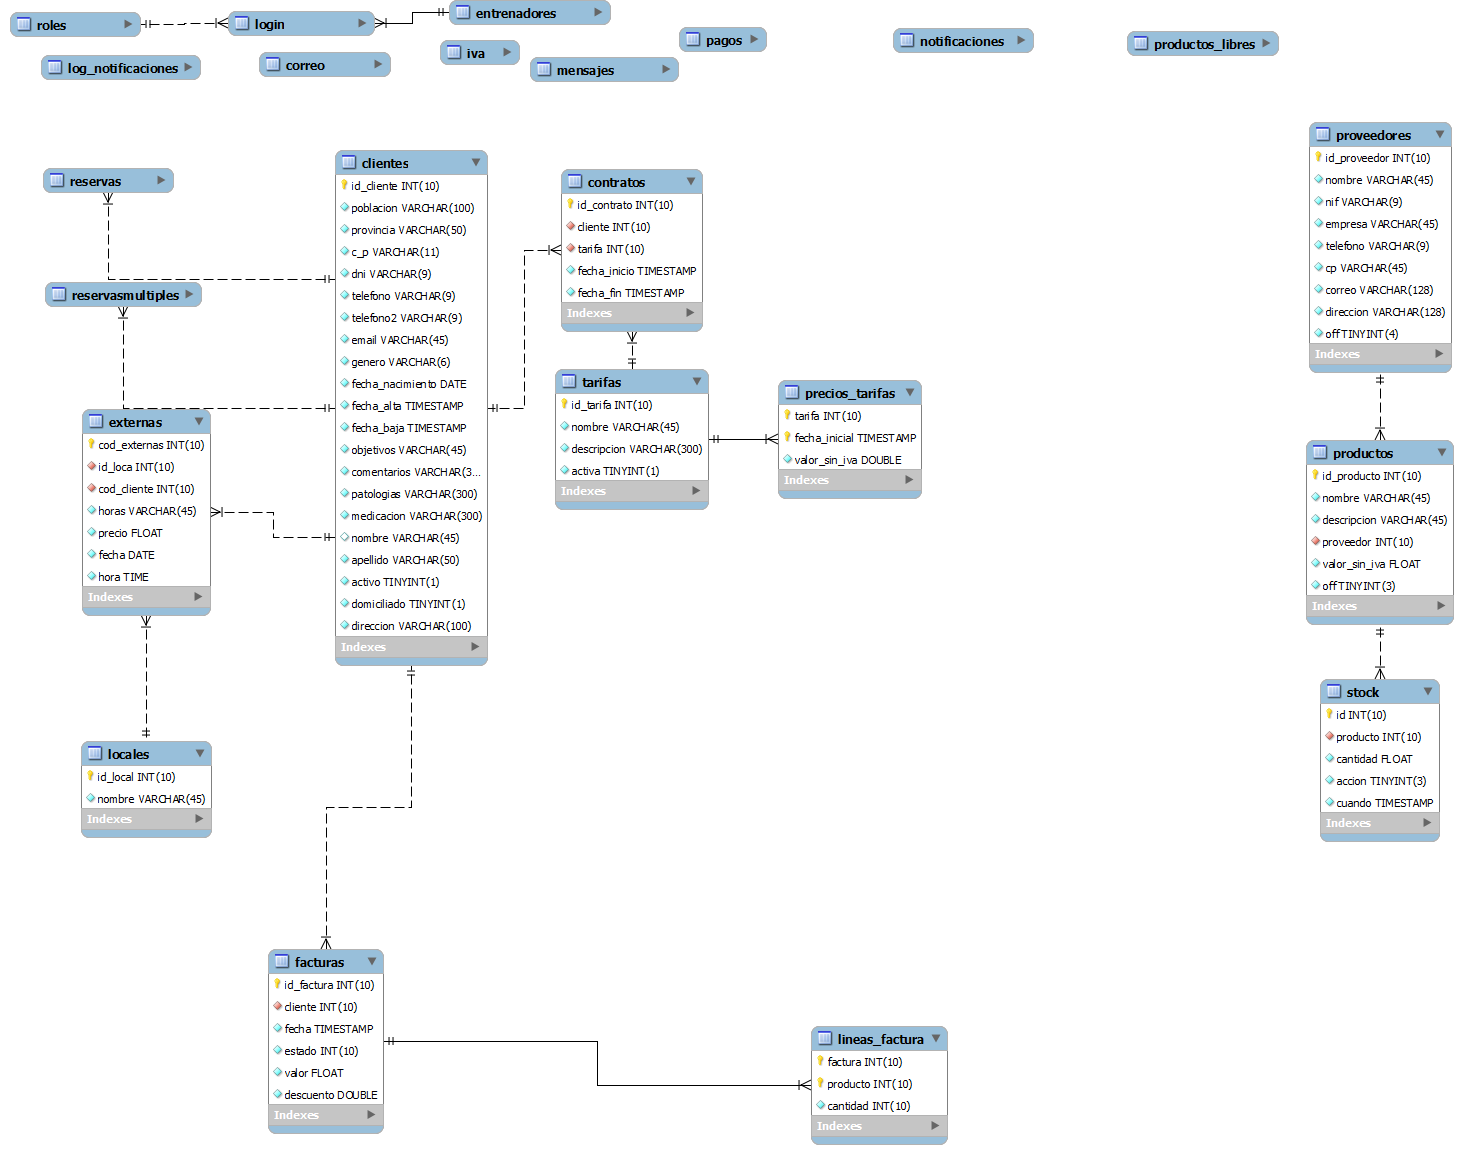 roles
login
entrenadores
log_notificaciones
correo
iva
mensajes
pagos
notificaciones
productos_libres
reservas
reservasmultiples
clientes
id_cliente INT(10)
poblacion VARCHAR(100)
provincia VARCHAR(50)
c_p VARCHAR(11)
dni VARCHAR(9)
telefono VARCHAR(9)
telefono2 VARCHAR(9)
email VARCHAR(45)
genero VARCHAR(6)
fecha_nacimiento DATE
fecha_alta TIMESTAMP
fecha_baja TIMESTAMP
objetivos VARCHAR(45)
comentarios VARCHAR(3...
patologias VARCHAR(300)
medicacion VARCHAR(300)
nombre VARCHAR(45)
apellido VARCHAR(50)
activo TINYINT(1)
domiciliado TINYINT(1)
direccion VARCHAR(100)
Indexes
contratos
id_contrato INT(10)
cliente INT(10)
tarifa INT(10)
fecha_inicio TIMESTAMP
fecha_fin TIMESTAMP
Indexes
tarifas
id_tarifa INT(10)
nombre VARCHAR(45)
descripcion VARCHAR(300)
activa TINYINT(1)
Indexes
precios_tarifas
tarifa INT(10)
fecha_inicial TIMESTAMP
valor_sin_iva DOUBLE
Indexes
externas
cod_externas INT(10)
id_loca INT(10)
cod_cliente INT(10)
horas VARCHAR(45)
precio FLOAT
fecha DATE
hora TIME
Indexes
locales
id_local INT(10)
nombre VARCHAR(45)
Indexes
proveedores
id_proveedor INT(10)
nombre VARCHAR(45)
nif VARCHAR(9)
empresa VARCHAR(45)
telefono VARCHAR(9)
cp VARCHAR(45)
correo VARCHAR(128)
direccion VARCHAR(128)
off TINYINT(4)
Indexes
productos
id_producto INT(10)
nombre VARCHAR(45)
descripcion VARCHAR(45)
proveedor INT(10)
valor_sin_iva FLOAT
off TINYINT(3)
Indexes
stock
id INT(10)
producto INT(10)
cantidad FLOAT
accion TINYINT(3)
cuando TIMESTAMP
Indexes
facturas
id_factura INT(10)
cliente INT(10)
fecha TIMESTAMP
estado INT(10)
valor FLOAT
descuento DOUBLE
Indexes
lineas_factura
factura INT(10)
producto INT(10)
cantidad INT(10)
Indexes